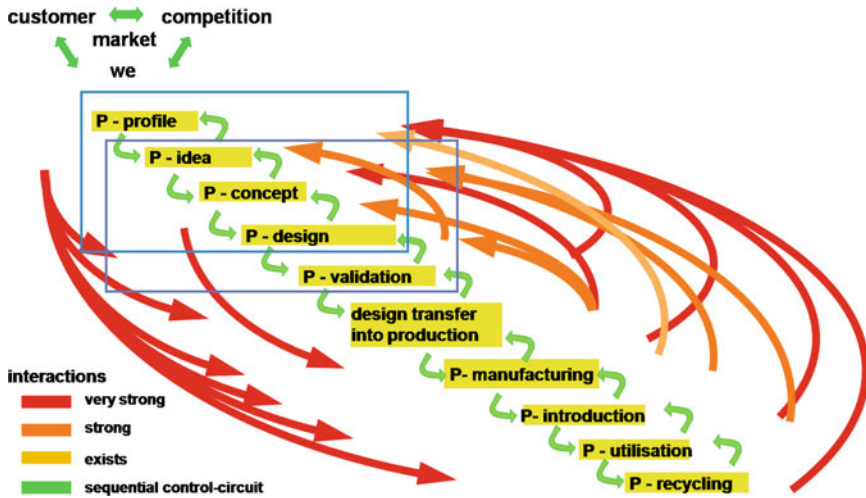 customer competition
market
we
P - profile
P - idea
P - concept
P - design
P - validation
design transfer
into production
P- manufacturing
P- introduction
P - utilisation
P - recycling
interactions
very strong
strong
exists
sequential control-circuit